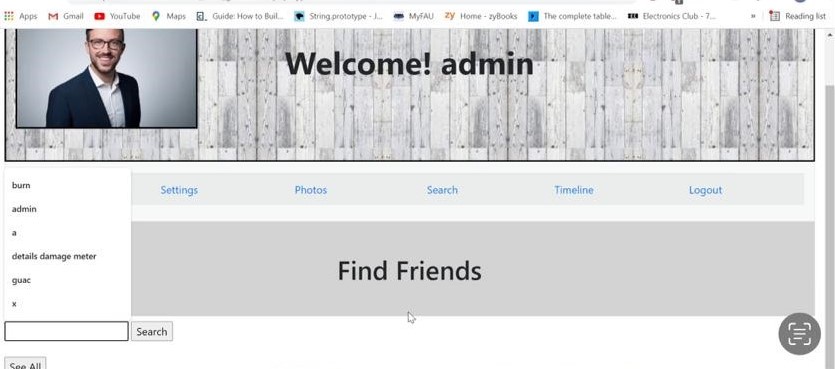 Apps Gmail YouTube Maps Guide: How to Buil... String.prototype - J... MyFAU Home - zyBooks The complete table... Electronics Club - 7... » Reading list
Welcome! admin
burn
admin
a
details damage meter
guac
x
Settings Photos Search Timeline Logout
Find Friends
Search
See All